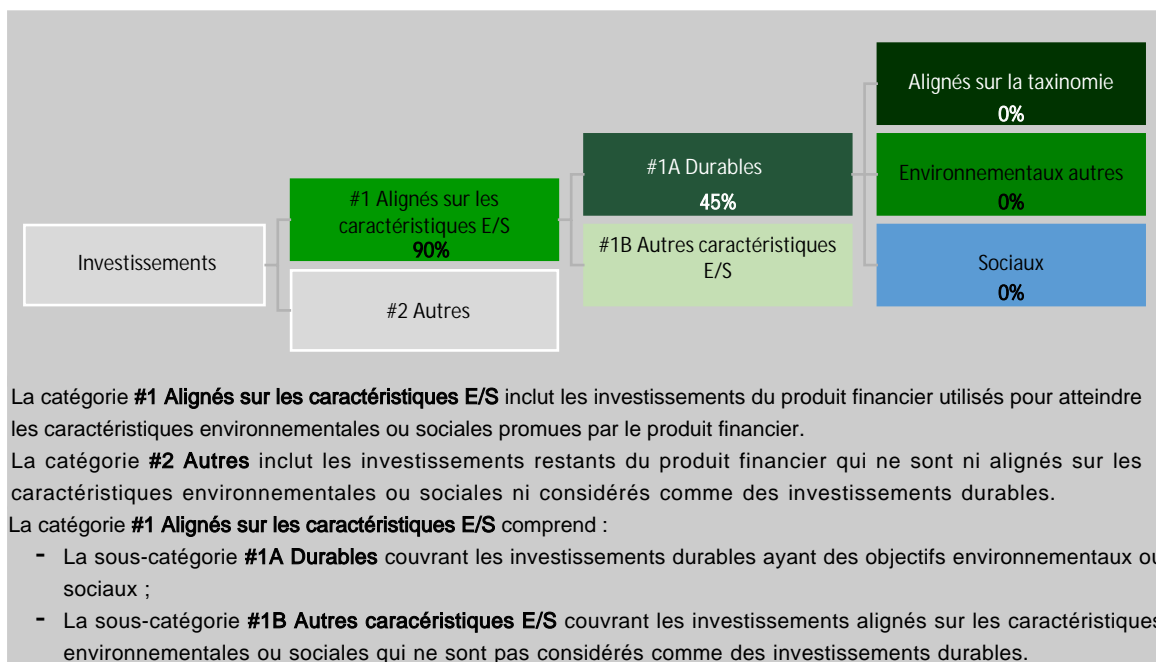 Investissements
#1 Alignés sur les
caractéristiques E/S
90%
#2 Autres
#1A Durables
45%
#1B Autres caractéristiques
E/S
Alignés sur la taxinomie
0%
Environnementaux autres
0%
Sociaux
0%
La catégorie #1 Alignés sur les caractéristiques E/S inclut les investissements du produit financier utilisés pour atteindre
les caractéristiques environnementales ou sociales promues par le produit financier.
La catégorie #2 Autres inclut les investissements restants du produit financier qui ne sont ni alignés sur les
caractéristiques environnementales ou sociales ni considérés comme des investissements durables.
La catégorie #1 Alignés sur les caractéristiques E/S comprend :
- La sous-catégorie #1A Durables couvrant les investissements durables ayant des objectifs environnementaux ou
sociaux ;
- La sous-catégorie #1B Autres caracéristiques E/S couvrant les investissements alignés sur les caractéristiques
environnementales ou sociales qui ne sont pas considérés comme des investissements durables.